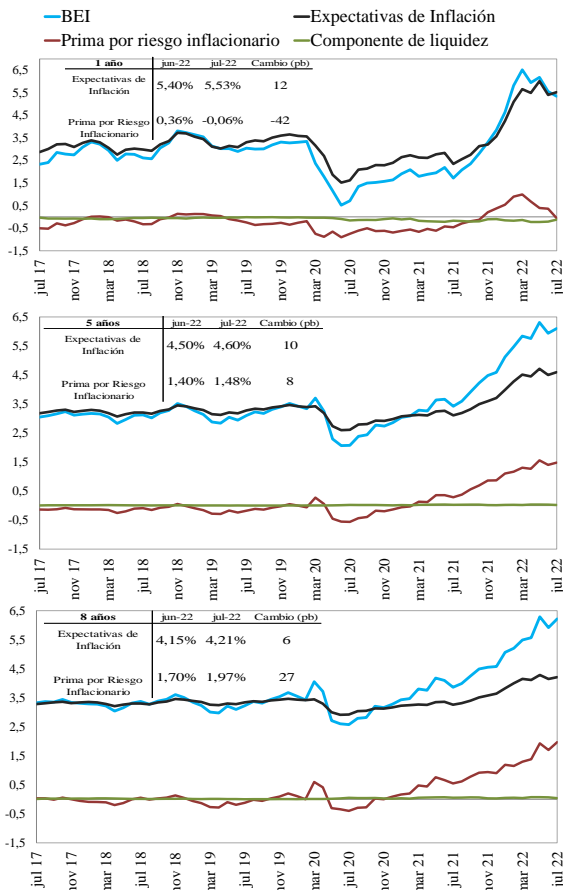 BEI Expectativas de Inflación
Prima por riesgo inflacionario Componente de liquidez
6,5
5,5
4,5
3,5
2,5
1,5
0,5
-0,5
-1,5
1 año jun-22 jul-22 Cambio (pb)
Expectativas de Inflación 5,40% 5,53% 12
Prima por Riesgo Inflacionario 0,36% -0,06% -42
jul 17 nov 17 mar 18 jul 18 nov 18 mar 19 jul 19 nov 19 mar 20 jul 20 nov 20 mar 21 jul 21 nov 21 mar 22 jul 22
6,5
5,5
4,5
3,5
2,5
1,5
0,5
-0,5
-1,5
5 años jun-22 jul-22 Cambio (pb)
Expectativas de Inflación 4,50% 4,60% 10
Prima por Riesgo Inflacionario 1,40% 1,48% 8
jul 17 nov 17 mar 18 jul 18 nov 18 mar 19 jul 19 nov 19 mar 20 jul 20 nov 20 mar 21 jul 21 nov 21 mar 22 jul 22
6,5
5,5
4,5
3,5
2,5
1,5
0,5
-0,5
-1,5
8 años jun-22 jul-22 Cambio (pb)
Expectativas de Inflación 4,15% 4,21% 6
Prima por Riesgo Inflacionario 1,70% 1,97% 27
jul 17 nov 17 mar 18 jul 18 nov 18 mar 19 jul 19 nov 19 mar 20 jul 20 nov 20 mar 21 jul 21 nov 21 mar 22 jul 22